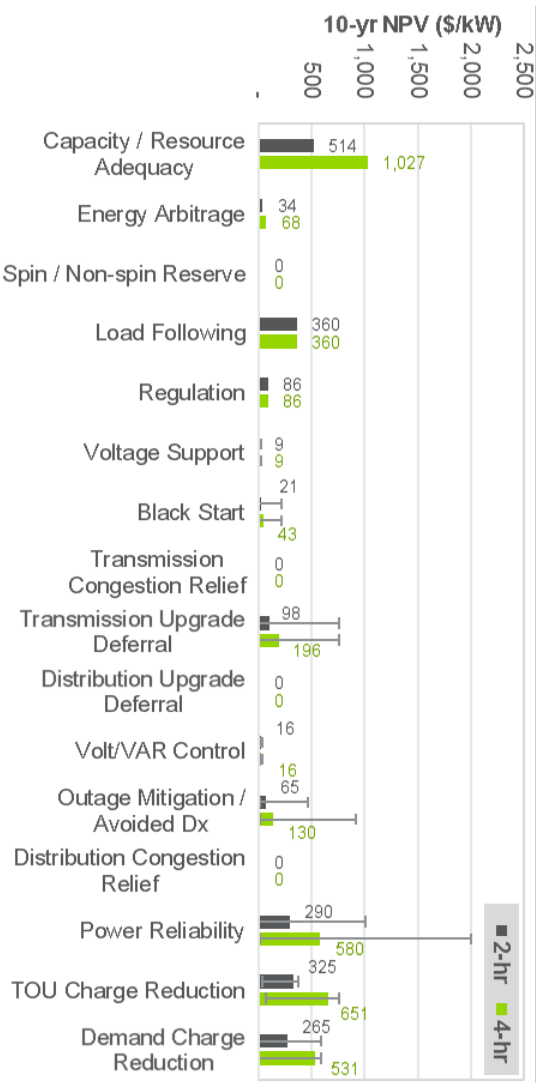 10-yr NPV ($/kW)
-
500
1,000
1,500
2,000
2,500
Capacity / Resource
Adequacy
514
1,027
Energy Arbitrage
34
68
Spin / Non-spin Reserve
0
0
Load Following
360
360
Regulation
86
86
Voltage Support
9
9
Black Start
21
43
Transmission
Congestion Relief
0
0
Transmission Upgrade
Deferral
98
196
Distribution Upgrade
Deferral
0
0
Volt/VAR Control
16
16
Outage Mitigation /
Avoided Dx
65
130
Distribution Congestion
Relief
0
0
Power Reliability
290
580
TOU Charge Reduction
325
651
Demand Charge
Reduction
265
531
2-hr
4-hr